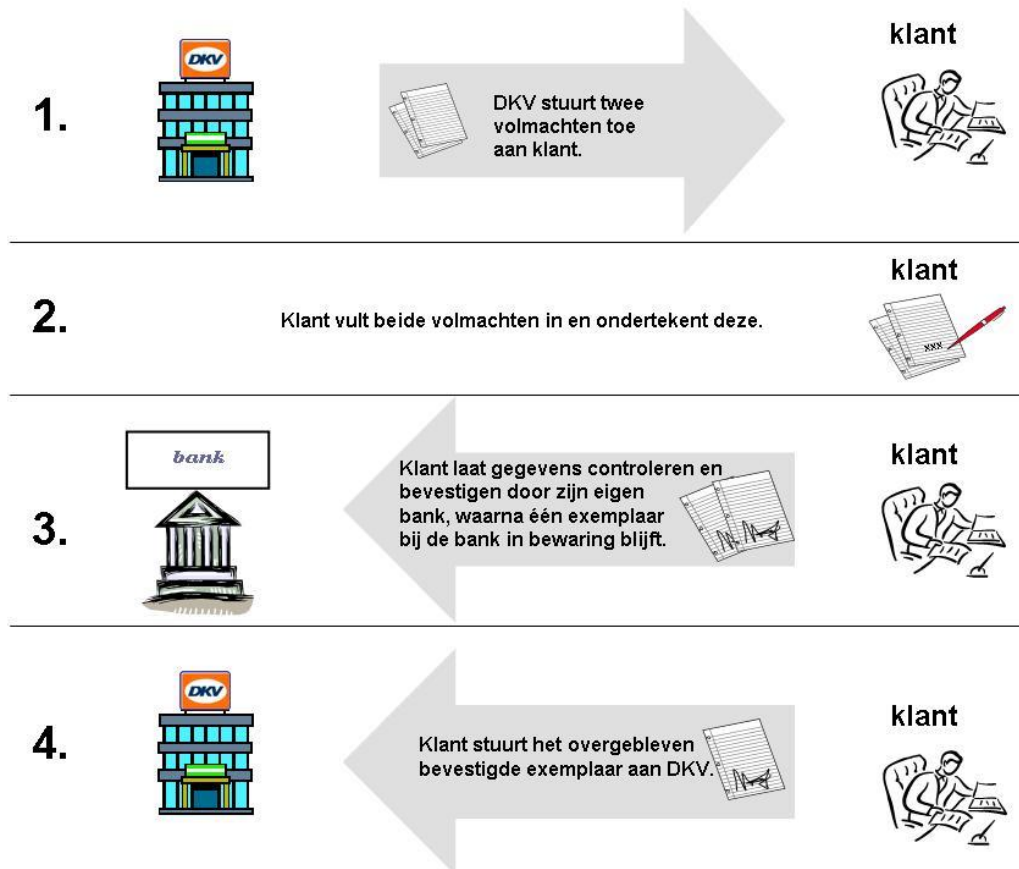 klant
DKV
1.
DKV stuurt twee
volmachten toe
aan klant.
klant
2.
Klant vult beide volmachten in en ondertekent deze.
xxx
bank
klant
3.
Klant laat gegevens controleren en
bevestigen door zijn eigen
bank, waarna één exemplaar
bij de bank in bewaring blijft.
DKV
klant
4.
Klant stuurt het overgebleven
bevestigde exemplaar aan DKV.